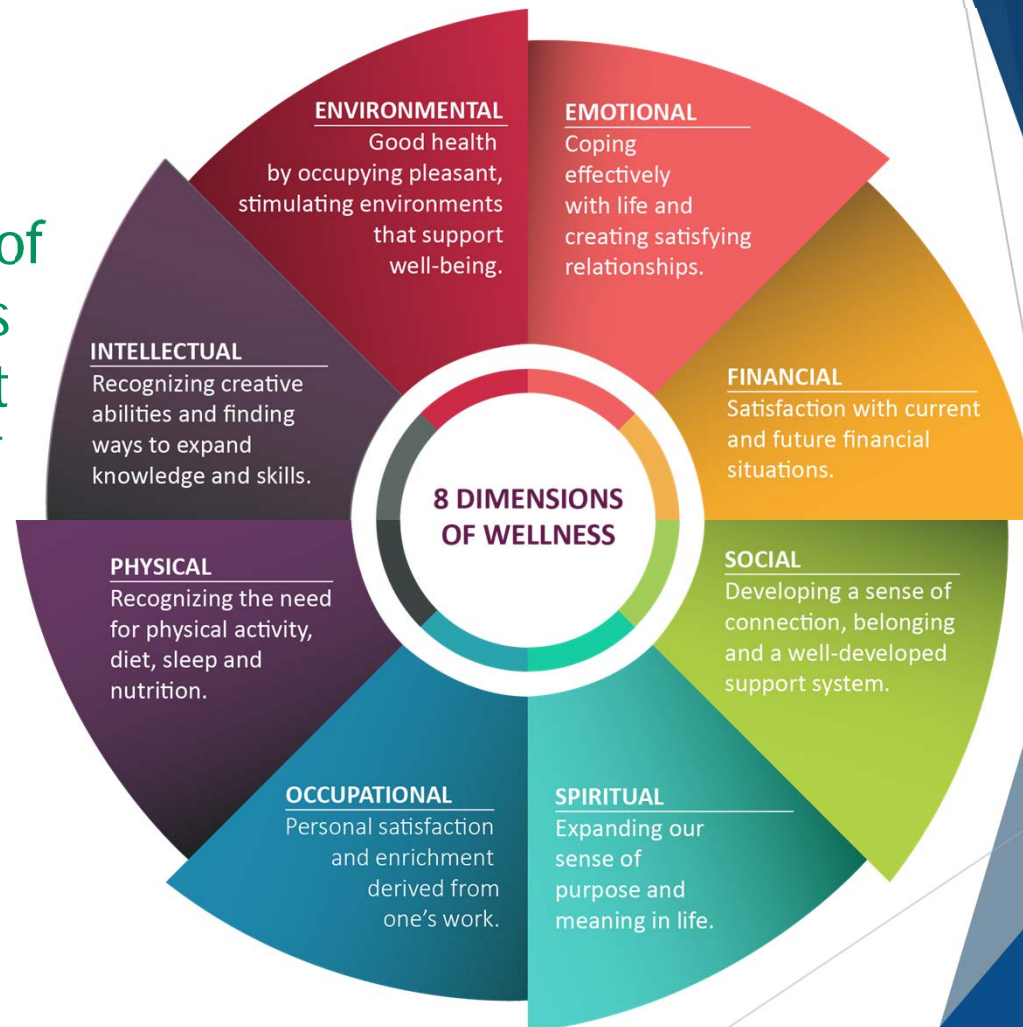 of
s
t
ENVIRONMENTAL
Good health
by occupying pleasant,
stimulating environments
that support
well-being.
EMOTIONAL
Coping
effectively
with life and
creating satisfying
relationships.
FINANCIAL
Satisfaction with current
and future financial
situations.
SOCIAL
Developing a sense of
connection, belonging
and a well-developed
support system.
SPIRITUAL
Expanding our
sense of
purpose and
meaning in life.
OCCUPATIONAL
Personal satisfaction
and enrichment
derived from
one’s work.
PHYSICAL
Recognizing the need
for physical activity,
diet, sleep and
nutrition.
INTELLECTUAL
Recognizing creative
abilities and finding
ways to expand
knowledge and skills.
8 DIMENSIONS
OF WELLNESS